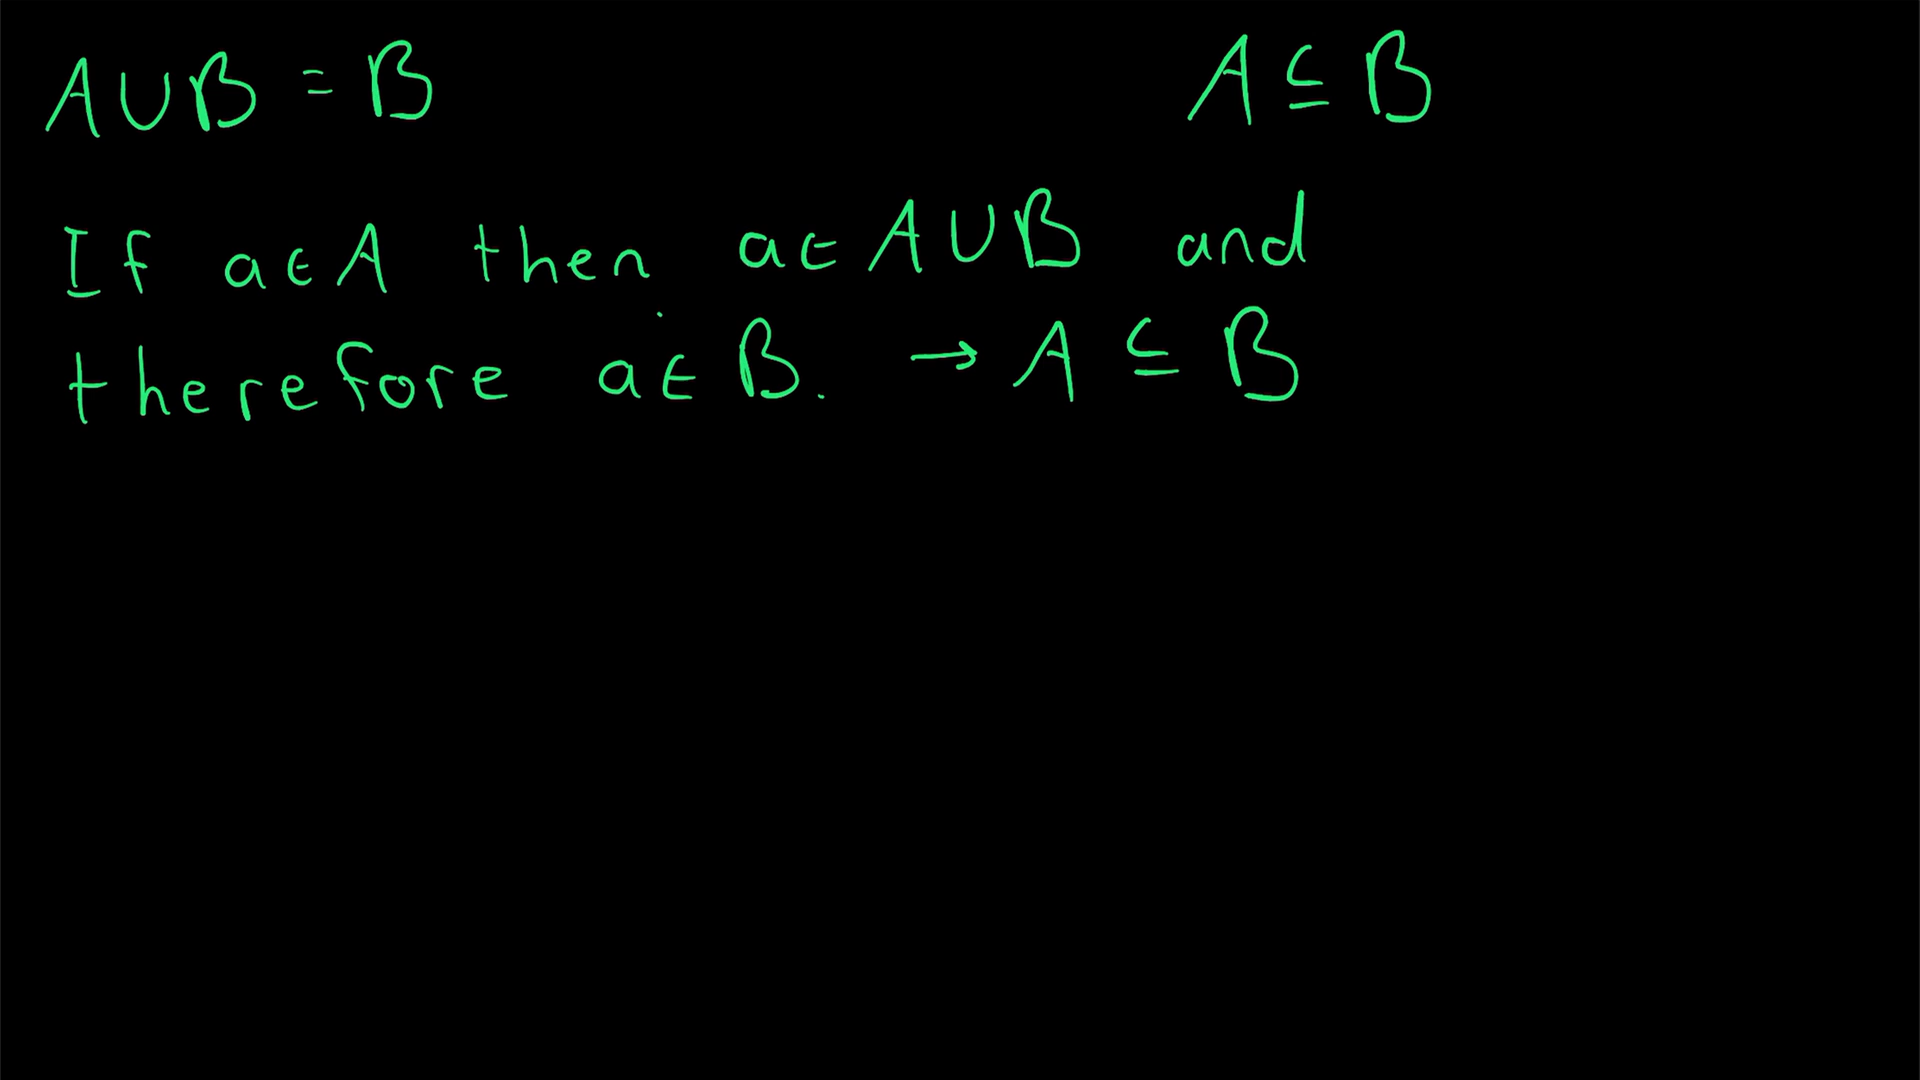 A∪B = B A ⊆ B
If a∈A then a∈A∪B and
therefore a∈B. → A ⊆ B